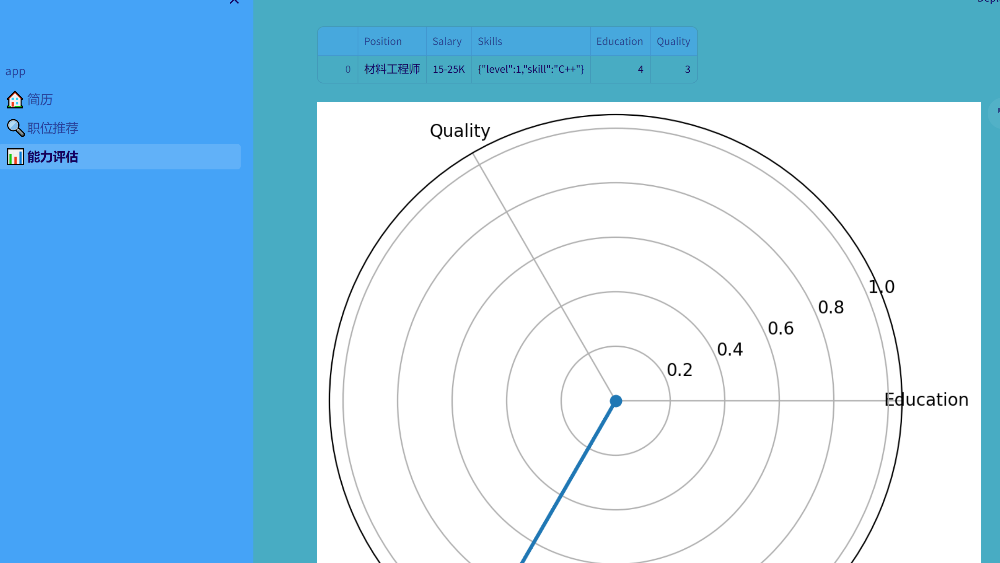 app
简历
职位推荐
能力评估
Position Salary Skills Education Quality
0 材料工程师 15-25K {"level":1,"skill":"C++"} 4 3
Quality
1.0
0.8
0.6
0.4
0.2
Education